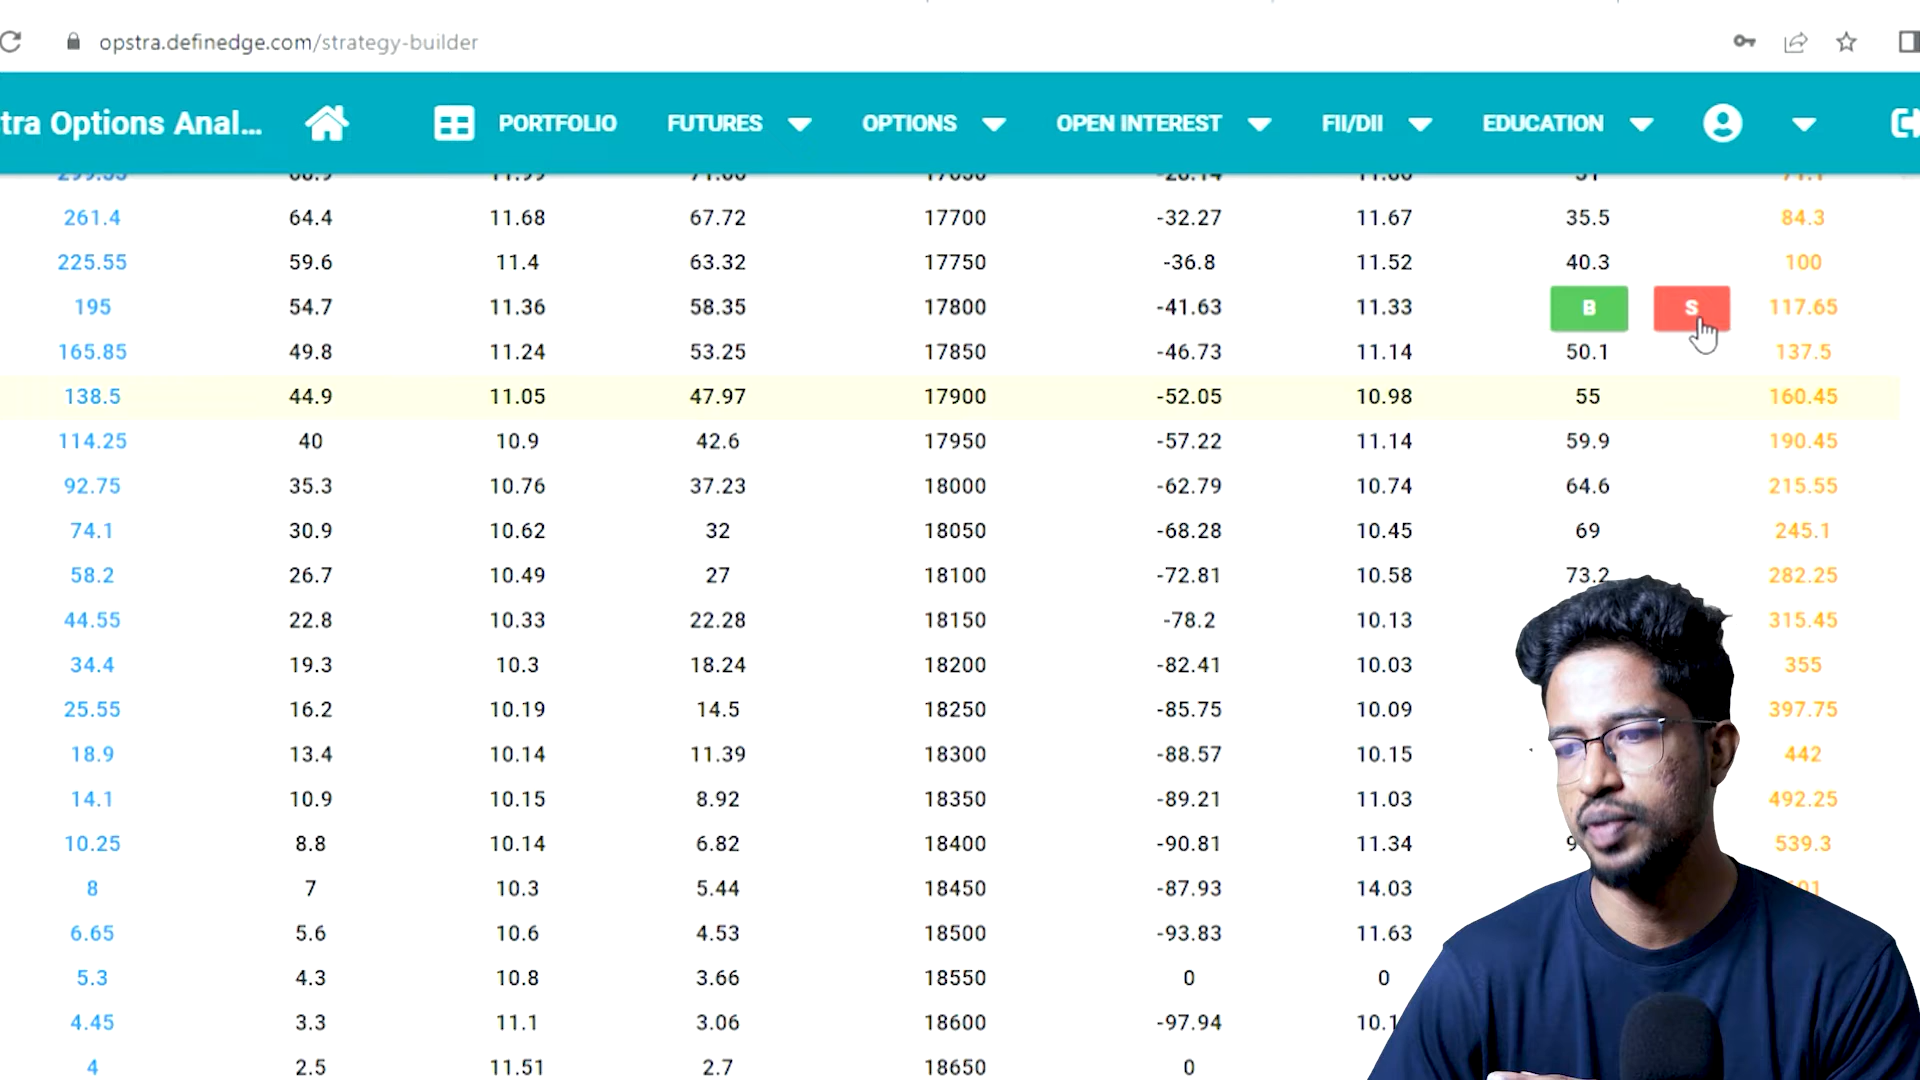 opstra.definedge.com/strategy-builder
tra Options Anal... PORTFOLIO FUTURES OPTIONS OPEN INTEREST FII/DII EDUCATION
261.4 64.4 11.68 67.72 17700 -32.27 11.67 35.5 84.3
225.55 59.6 11.4 63.32 17750 -36.8 11.52 40.3 100
195 54.7 11.36 58.35 17800 -41.63 11.33 B S 117.65
165.85 49.8 11.24 53.25 17850 -46.73 11.14 50.1 137.5
138.5 44.9 11.05 47.97 17900 -52.05 10.98 55 160.45
114.25 40 10.9 42.6 17950 -57.22 11.14 59.9 190.45
92.75 35.3 10.76 37.23 18000 -62.79 10.74 64.6 215.55
74.1 30.9 10.62 32 18050 -68.28 10.45 69 245.1
58.2 26.7 10.49 27 18100 -72.81 10.58 73.2 282.25
44.55 22.8 10.33 22.28 18150 -78.2 10.13 315.45
34.4 19.3 10.3 18.24 18200 -82.41 10.03 355
25.55 16.2 10.19 14.5 18250 -85.75 10.09 397.75
18.9 13.4 10.14 11.39 18300 -88.57 10.15 442
14.1 10.9 10.15 8.92 18350 -89.21 11.03 492.25
10.25 8.8 10.14 6.82 18400 -90.81 11.34 539.3
8 7 10.3 5.44 18450 -87.93 14.03
6.65 5.6 10.6 4.53 18500 -93.83 11.63
5.3 4.3 10.8 3.66 18550 0 0
4.45 3.3 11.1 3.06 18600 -97.94
4 2.5 11.51 2.7 18650 0